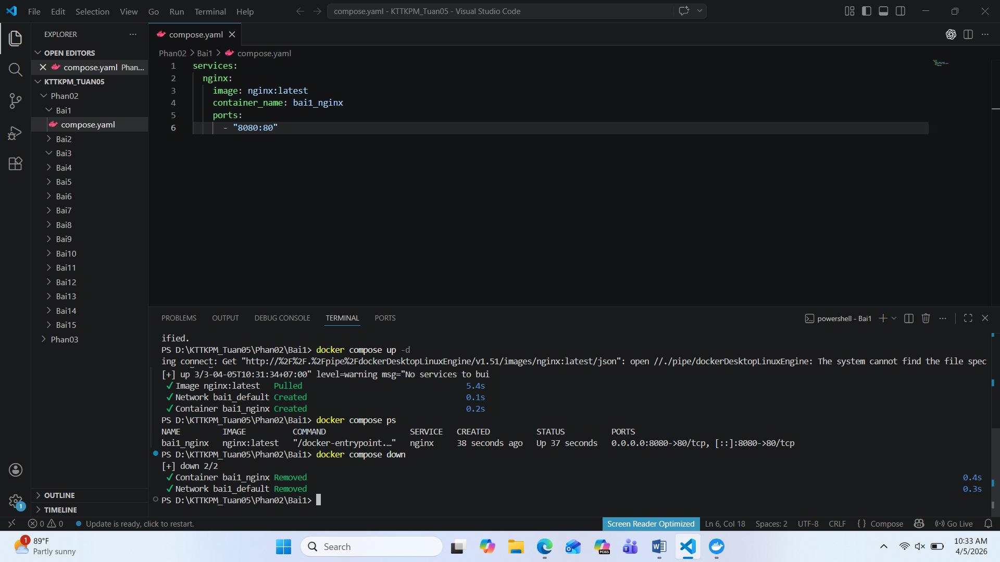 File Edit Selection View Go Run Terminal Help
compose.yaml - KTTKPM_Tuan05 - Visual Studio Code
EXPLORER
OPEN EDITORS
compose.yaml Phan...
KTTKPM_TUAN05
Phan02
Bai1
compose.yaml
Bai2
Bai3
Bai4
Bai5
Bai6
Bai7
Bai8
Bai9
Bai10
Bai11
Bai12
Bai13
Bai14
Bai15
Phan03
OUTLINE
TIMELINE
compose.yaml
Phan02 > Bai1 > compose.yaml
1 services:
2 nginx:
3 image: nginx:latest
4 container_name: bai1_nginx
5 ports:
6 - "8080:80"
PROBLEMS OUTPUT DEBUG CONSOLE TERMINAL PORTS
powershell - Bai1
ified.
PS D:\KTTKPM_Tuan05\Phan02\Bai1> docker compose up -d
ing connect: Get "http://%2F%2F.%2Fpipe%2FdockerDesktopLinuxEngine/v1.51/images/nginx:latest/json": open //./pipe/dockerDesktopLinuxEngine: The system cannot find the file spec
[+] up 3/3-04-05T10:31:34+07:00" level=warning msg="No services to bui
✓ Image nginx:latest Pulled 5.4s
✓ Network bai1_default Created 0.1s
✓ Container bai1_nginx Created 0.2s
PS D:\KTTKPM_Tuan05\Phan02\Bai1> docker compose ps
NAME IMAGE COMMAND SERVICE CREATED STATUS PORTS
bai1_nginx nginx:latest "/docker-entrypoint.…" nginx 38 seconds ago Up 37 seconds 0.0.0.0:8080->80/tcp, [::]:8080->80/tcp
PS D:\KTTKPM_Tuan05\Phan02\Bai1> docker compose down
[+] down 2/2
✓ Container bai1_nginx Removed 0.4s
✓ Network bai1_default Removed 0.3s
PS D:\KTTKPM_Tuan05\Phan02\Bai1>
1
0 0 Update is ready, click to restart.
Screen Reader Optimized Ln 6, Col 18 Spaces: 2 UTF-8 CRLF { } Compose Go Live
1
89°F
Partly sunny
Search
M365
10:33 AM
4/5/2026